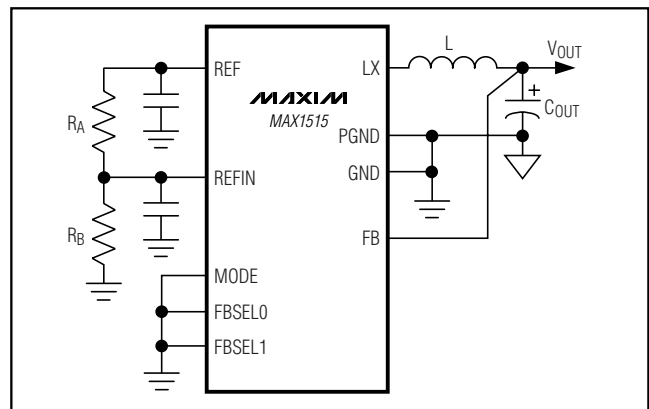 REF
LX
L
VOUT
MAXIM
MAX1515
RA
COUT
PGND
REFIN
GND
RB
FB
MODE
FBSEL0
FBSEL1
+